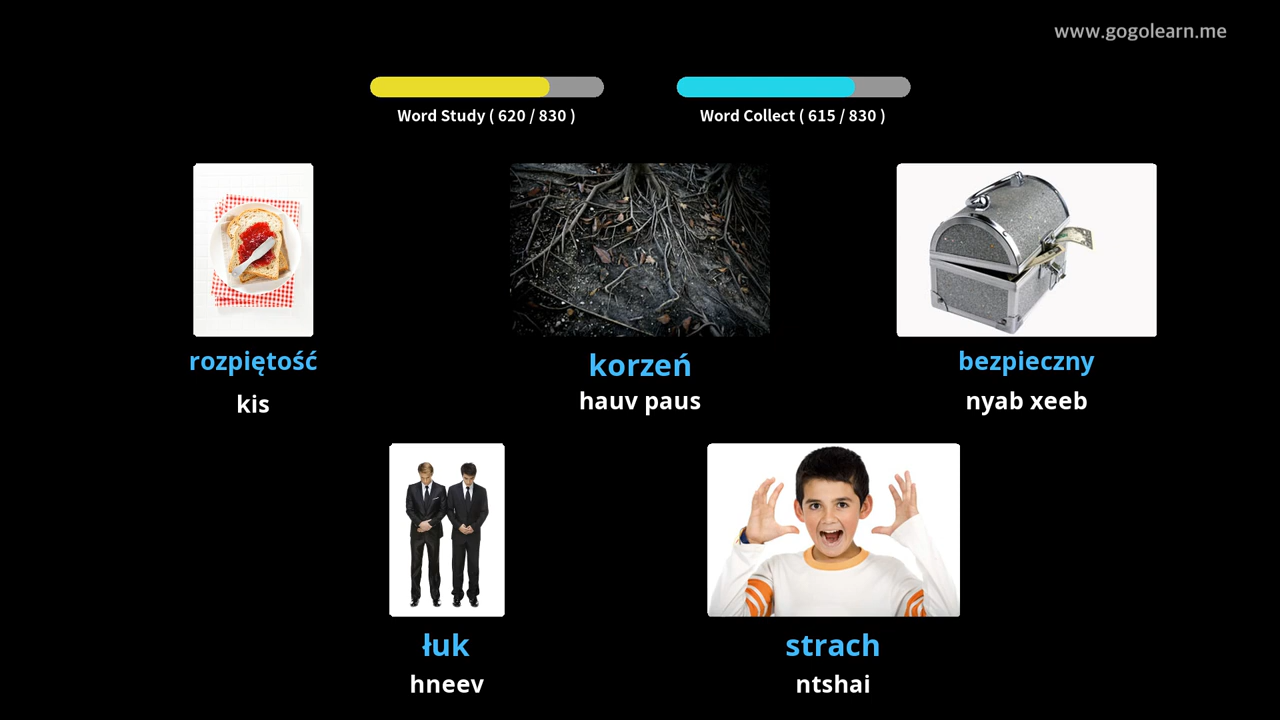 www.gogolearn.me
Word Study ( 620 / 830 )
Word Collect ( 615 / 830 )
rozpiętość
kis
korzeń
hauv paus
bezpieczny
nyab xeeb
łuk
hneev
strach
ntshai